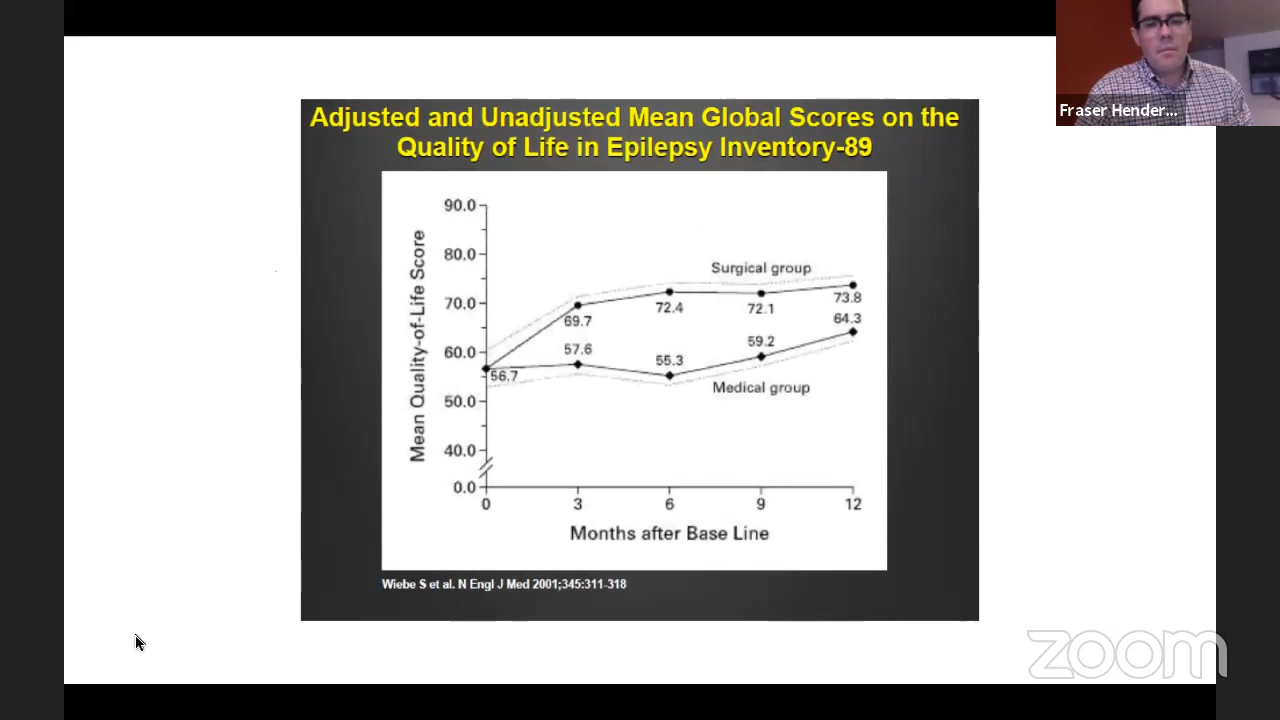 Fraser Hender...
Adjusted and Unadjusted Mean Global Scores on the
Quality of Life in Epilepsy Inventory-89
90.0
80.0
70.0
60.0
50.0
40.0
0.0
Mean Quality-of-Life Score
Surgical group
69.7
72.4
72.1
73.8
64.3
59.2
55.3
57.6
56.7
Medical group
0
3
6
9
12
Months after Base Line
Wiebe S et al. N Engl J Med 2001;345:311-318
zoom